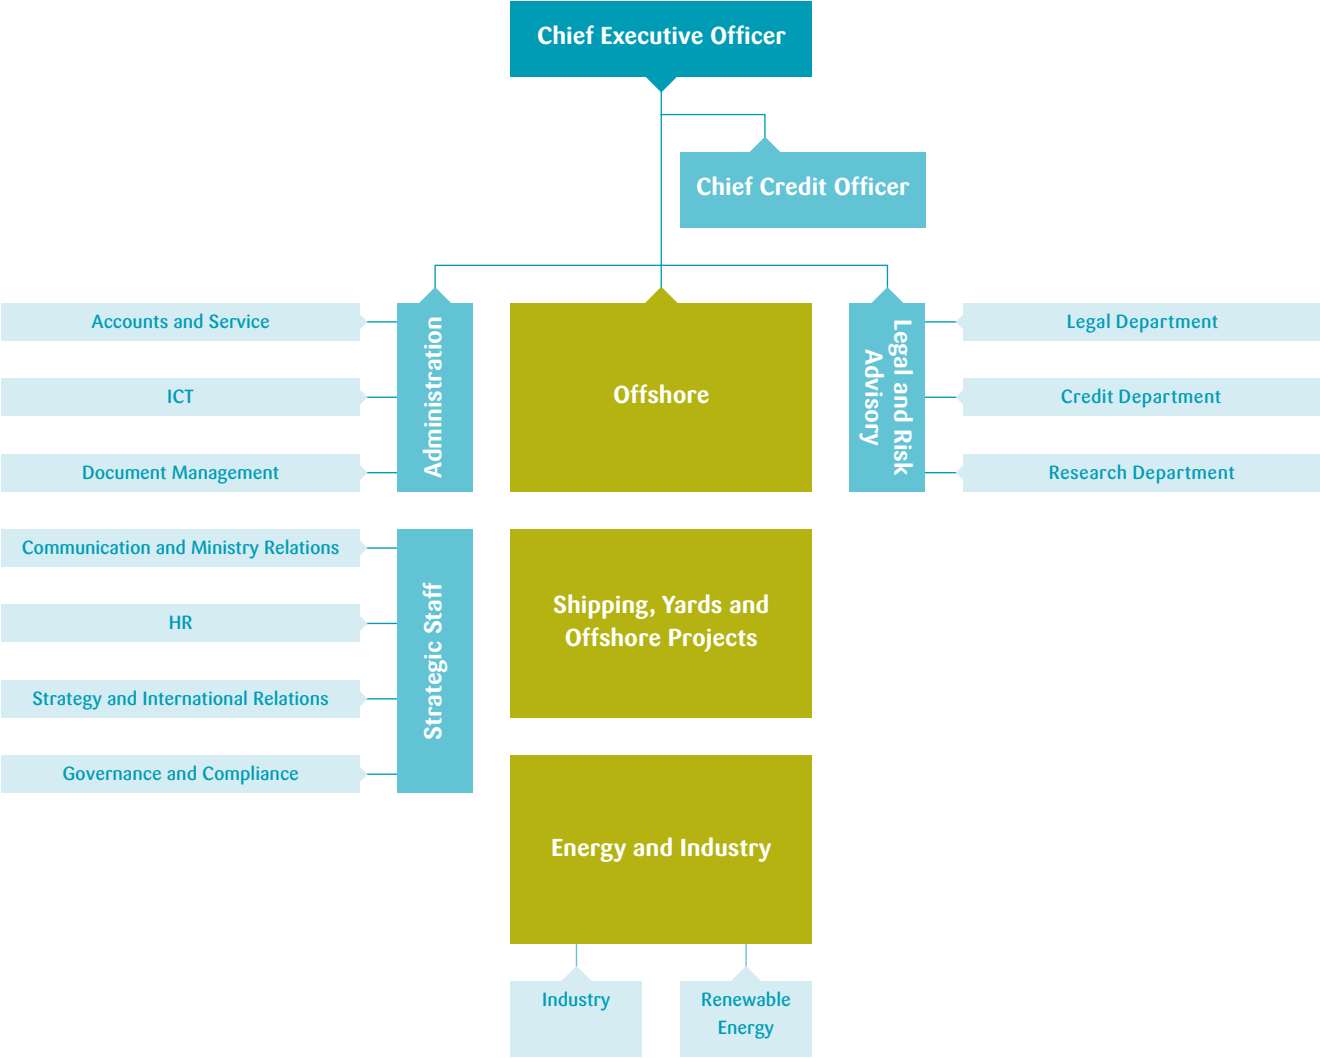 Chief Executive Officer
Chief Credit Officer
Accounts and Service
ICT
Document Management
Administration
Offshore
Legal and Risk
Advisory
Legal Department
Credit Department
Research Department
Communication and Ministry Relations
HR
Strategy and International Relations
Governance and Compliance
Strategic Staff
Shipping, Yards and
Offshore Projects
Energy and Industry
Industry
Renewable
Energy